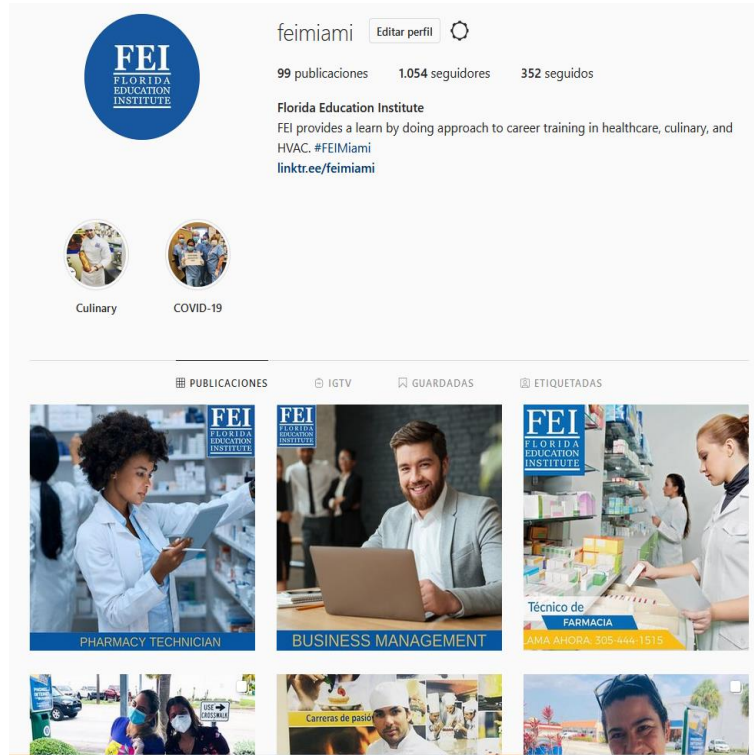 FEI
FLORIDA
EDUCATION
INSTITUTE
feimiami Editar perfil
99 publicaciones 1.054 seguidores 352 seguidos
Florida Education Institute
FEI provides a learn by doing approach to career training in healthcare, culinary, and
HVAC. #FEIMiami
linktr.ee/feimiami
Culinary COVID-19
PUBLICACIONES IGTV GUARDADAS ETIQUETADAS
FEI
FLORIDA
EDUCATION
INSTITUTE
PHARMACY TECHNICIAN
FEI
FLORIDA
EDUCATION
INSTITUTE
BUSINESS MANAGEMENT
FEI
FLORIDA
EDUCATION
INSTITUTE
Técnico de
FARMACIA
LAMA AHORA: 305-444-1515
USE
CROSSWALK
Carreras de pasión